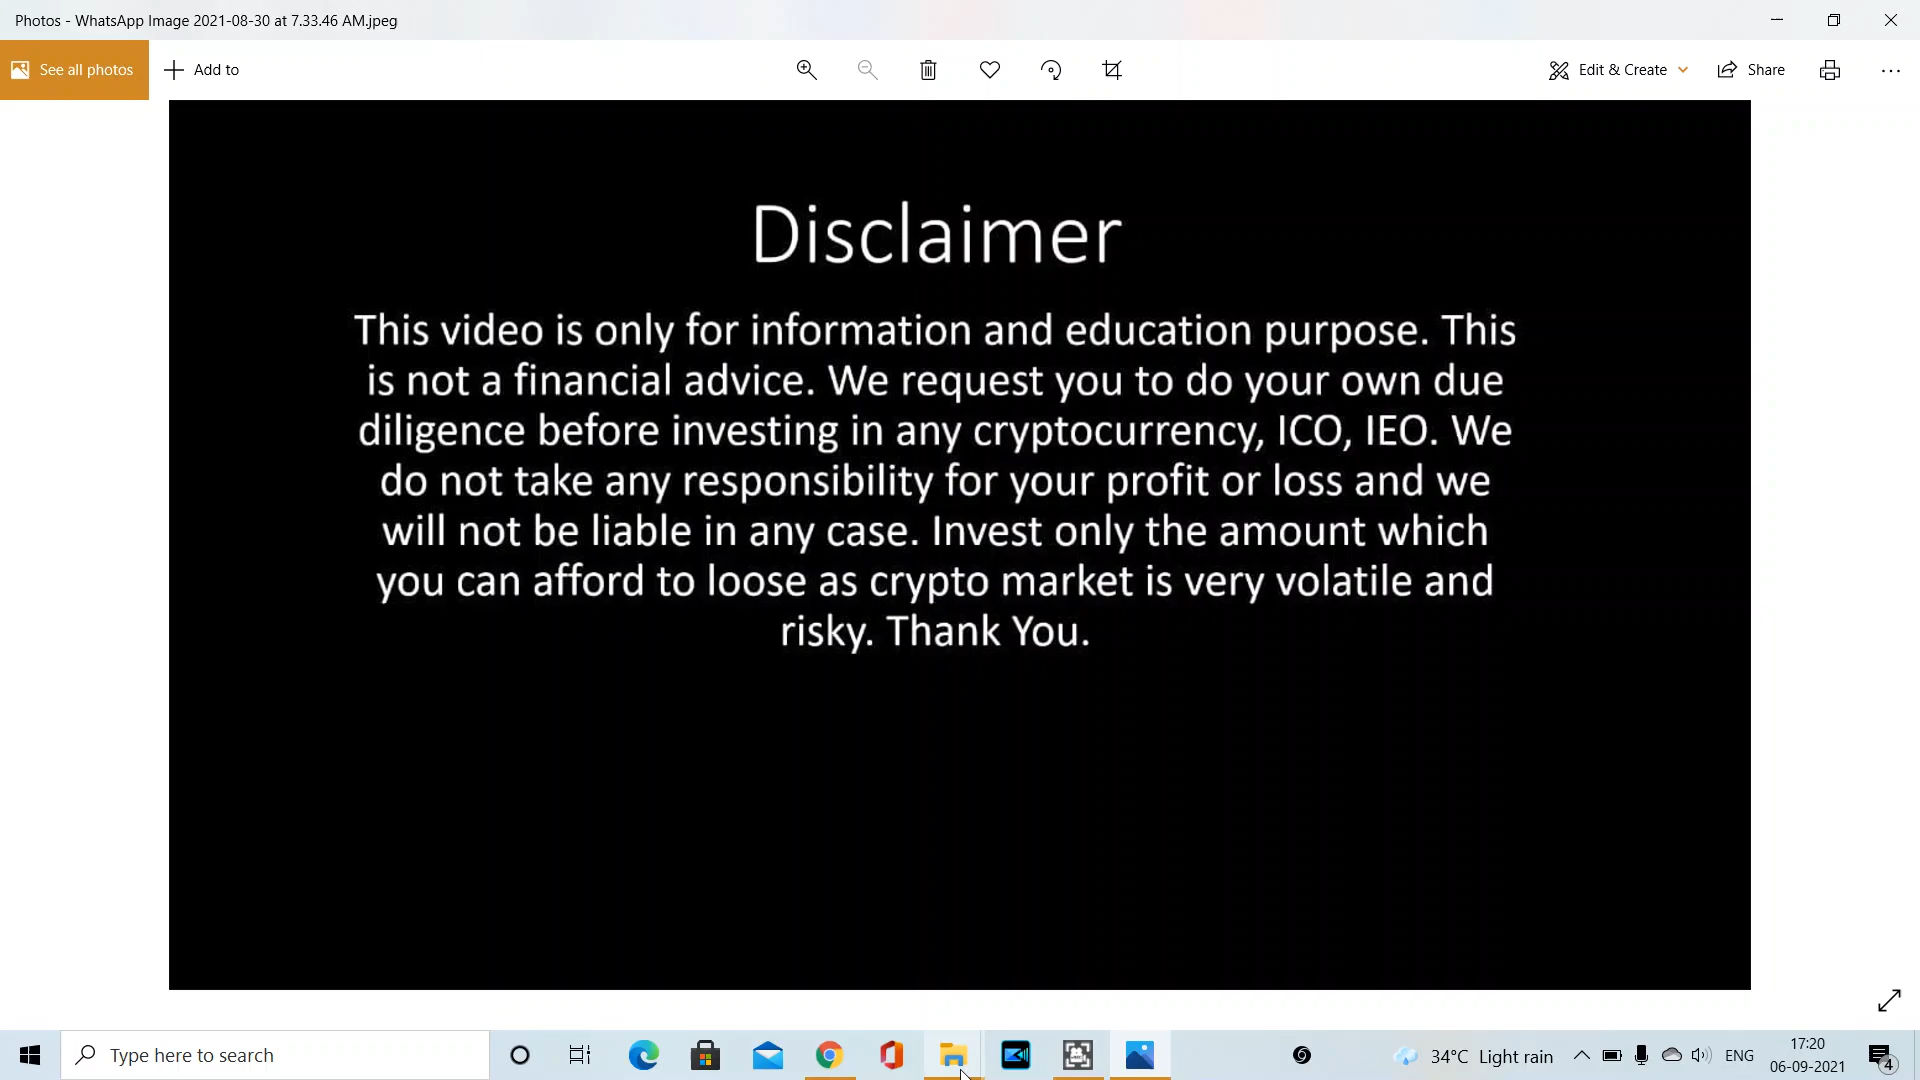 Photos - WhatsApp Image 2021-08-30 at 7.33.46 AM.jpeg
See all photos
Add to
Edit & Create
Share
Disclaimer
This video is only for information and education purpose. This
is not a financial advice. We request you to do your own due
diligence before investing in any cryptocurrency, ICO, IEO. We
do not take any responsibility for your profit or loss and we
will not be liable in any case. Invest only the amount which
you can afford to loose as crypto market is very volatile and
risky. Thank You.
Type here to search
34°C Light rain
ENG
17:20
06-09-2021
4